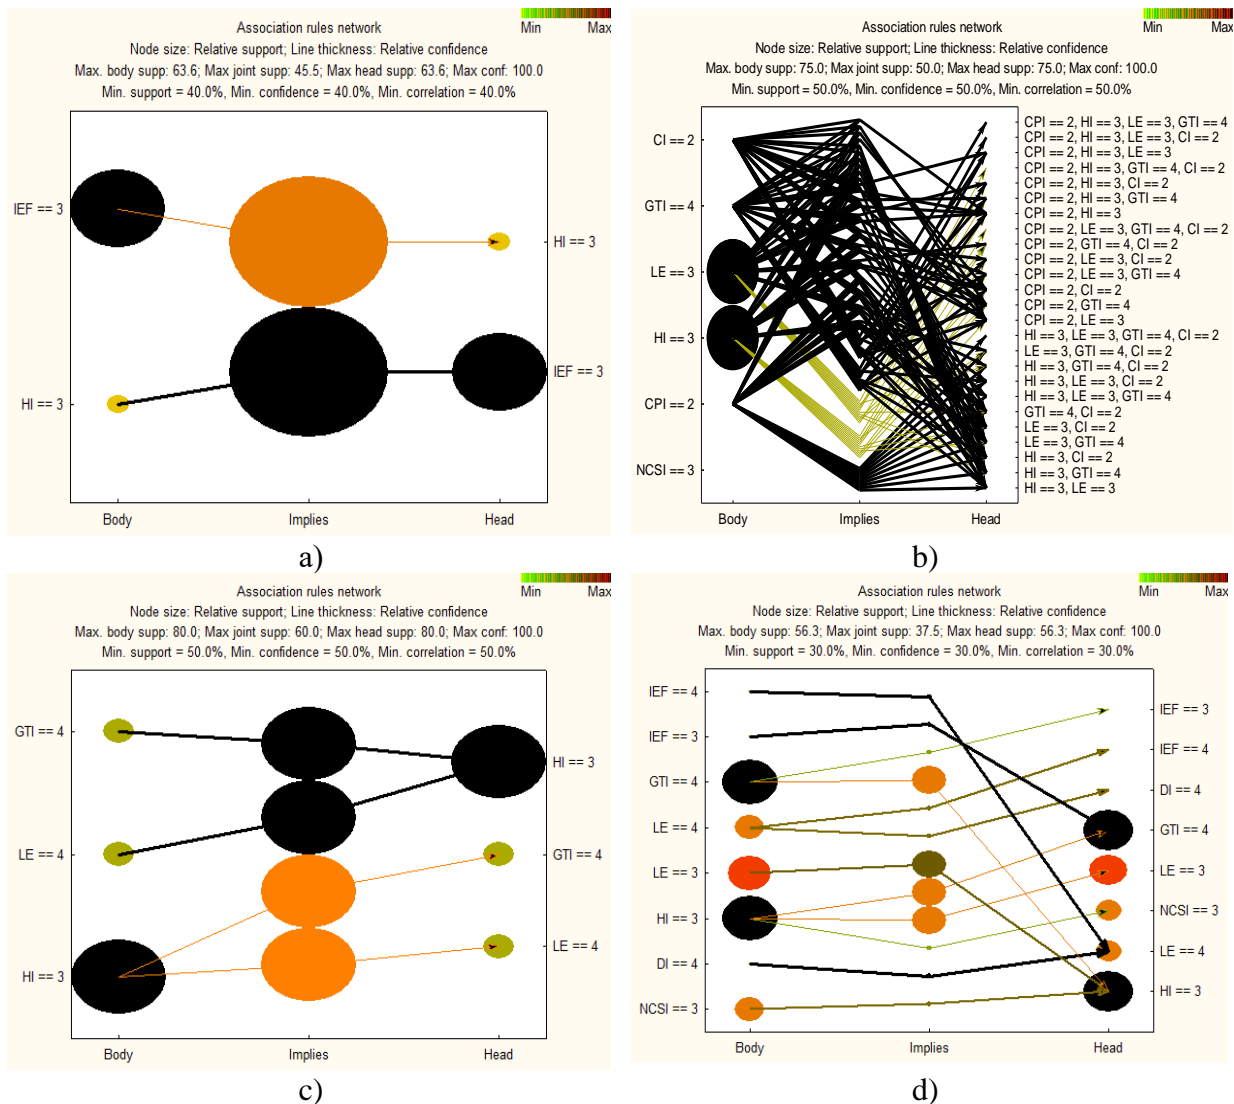 Min Max
Association rules network
Node size: Relative support; Line thickness: Relative confidence
Max. body supp: 63.6; Max joint supp: 45.5; Max head supp: 63.6; Max conf: 100.0
Min. support = 40.0%, Min. confidence = 40.0%, Min. correlation = 40.0%
IEF == 3
HI == 3
HI == 3
IEF == 3
Body Implies Head
a)
Min Max
Association rules network
Node size: Relative support; Line thickness: Relative confidence
Max. body supp: 75.0; Max joint supp: 50.0; Max head supp: 75.0; Max conf: 100.0
Min. support = 50.0%, Min. confidence = 50.0%, Min. correlation = 50.0%
CI == 2
GTI == 4
LE == 3
HI == 3
CPI == 2
NCSI == 3
CPI == 2, HI == 3, LE == 3, GTI == 4
CPI == 2, HI == 3, LE == 3, CI == 2
CPI == 2, HI == 3, LE == 3
CPI == 2, HI == 3, GTI == 4, CI == 2
CPI == 2, HI == 3, CI == 2
CPI == 2, HI == 3, GTI == 4
CPI == 2, HI == 3
CPI == 2, LE == 3, GTI == 4, CI == 2
CPI == 2, GTI == 4, CI == 2
CPI == 2, LE == 3, CI == 2
CPI == 2, LE == 3, GTI == 4
CPI == 2, CI == 2
CPI == 2, GTI == 4
CPI == 2, LE == 3
HI == 3, LE == 3, GTI == 4, CI == 2
LE == 3, GTI == 4, CI == 2
HI == 3, GTI == 4, CI == 2
HI == 3, LE == 3, CI == 2
HI == 3, LE == 3, GTI == 4
GTI == 4, CI == 2
LE == 3, CI == 2
LE == 3, GTI == 4
HI == 3, CI == 2
HI == 3, GTI == 4
HI == 3, LE == 3
Body Implies Head
b)
Min Max
Association rules network
Node size: Relative support; Line thickness: Relative confidence
Max. body supp: 80.0; Max joint supp: 60.0; Max head supp: 80.0; Max conf: 100.0
Min. support = 50.0%, Min. confidence = 50.0%, Min. correlation = 50.0%
GTI == 4
LE == 4
HI == 3
HI == 3
GTI == 4
LE == 4
Body Implies Head
c)
Min Max
Association rules network
Node size: Relative support; Line thickness: Relative confidence
Max. body supp: 56.3; Max joint supp: 37.5; Max head supp: 56.3; Max conf: 100.0
Min. support = 30.0%, Min. confidence = 30.0%, Min. correlation = 30.0%
IEF == 4
IEF == 3
GTI == 4
LE == 4
LE == 3
HI == 3
DI == 4
NCSI == 3
IEF == 3
IEF == 4
DI == 4
GTI == 4
LE == 3
NCSI == 3
LE == 4
HI == 3
Body Implies Head
d)